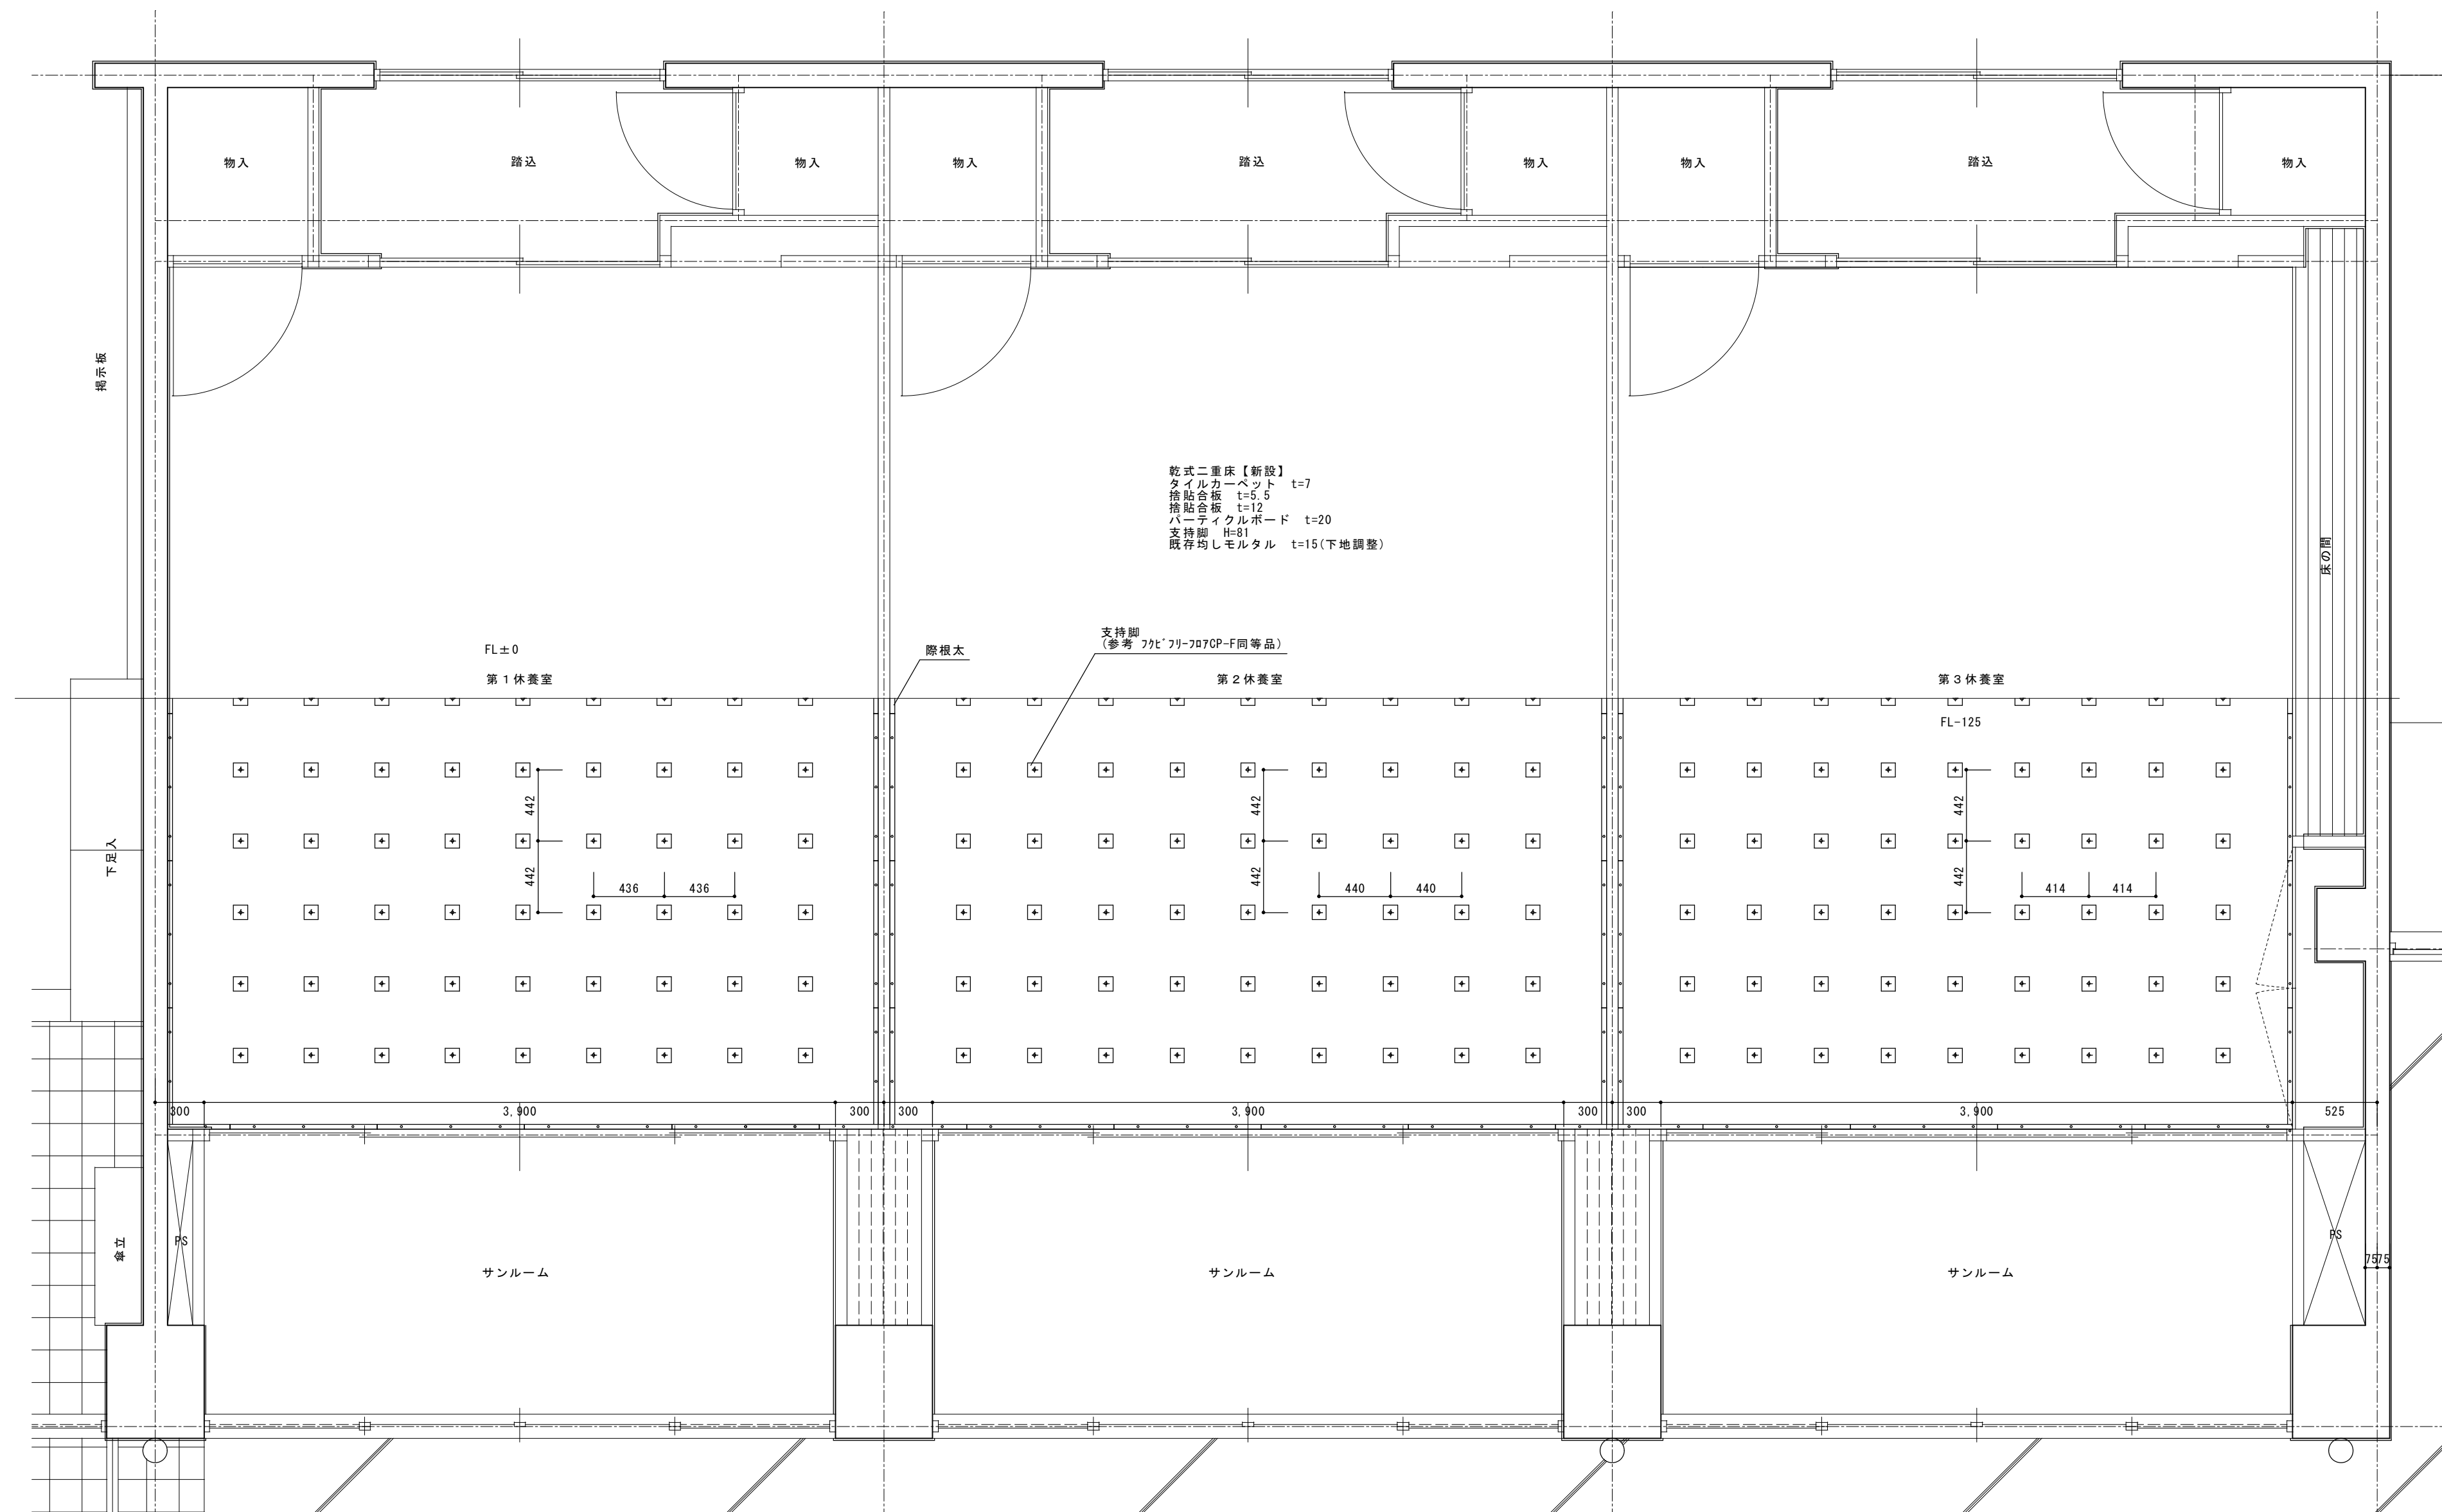 物入
踏込
物入
物入
踏込
物入
物入
踏込
物入
掲示板
乾式二重床【新設】
タイルカーペット　t=7
捨貼合板　t=5.5
捨貼合板　t=12
パーティクルボード　t=20
支持脚　H=81
既存均しモルタル　t=15(下地調整)
床の間
FL±0
際根太
支持脚
(参考 ﾌｸﾋﾞﾌﾘｰﾌﾛｱCP-F同等品)
第１休養室
第２休養室
第３休養室
FL-125
442
442
442
下足入
442
442
442
436
436
440
440
414
414
300
3,900
300
300
3,900
300
300
3,900
525
傘立
PS
サンルーム
サンルーム
サンルーム
PS
75
75